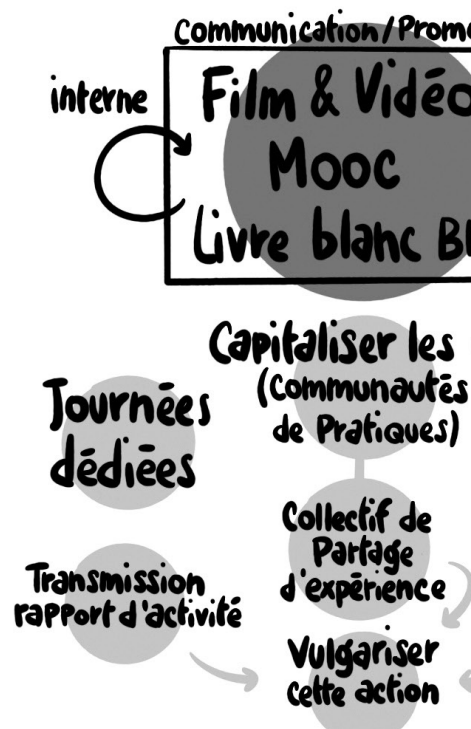 Communication/Promo
interne
Film & Vidéo
Mooc
Livre blanc
Capitaliser les
(Communautés
de Pratiques)
Journées
dédiées
Collectif de
Partage
d'expérience
Transmission
rapport d'activité
Vulgariser
cette action